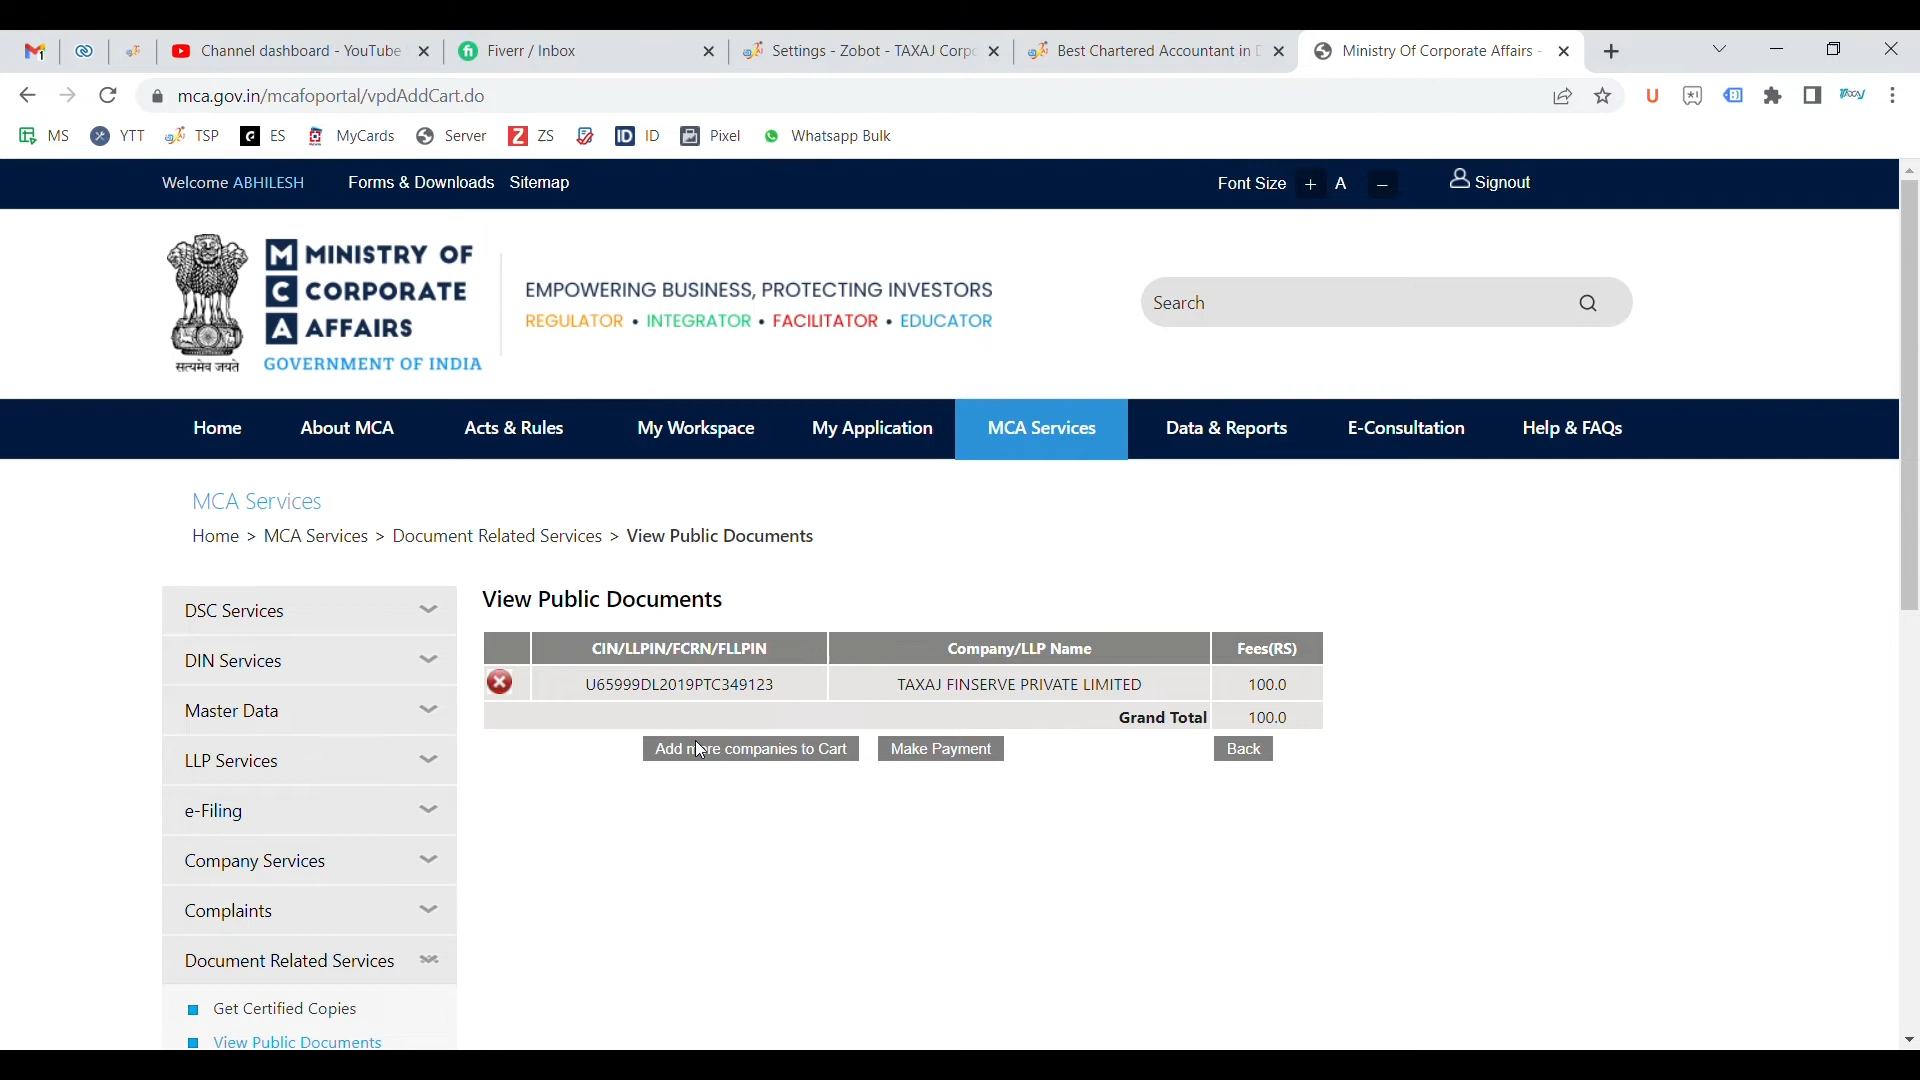 Channel dashboard - YouTube
Fiverr / Inbox
Settings - Zobot - TAXAJ Corpo
Best Chartered Accountant in D
Ministry Of Corporate Affairs -
mca.gov.in/mcafoportal/vpdAddCart.do
MS
YTT
TSP
ES
MyCards
Server
ZS
ID ID
Pixel
Whatsapp Bulk
Welcome ABHILESH
Forms & Downloads
Sitemap
Font Size + A –
Signout
MINISTRY OF
CORPORATE
AFFAIRS
GOVERNMENT OF INDIA
सत्यमेव जयते
EMPOWERING BUSINESS, PROTECTING INVESTORS
REGULATOR • INTEGRATOR • FACILITATOR • EDUCATOR
Search
Home
About MCA
Acts & Rules
My Workspace
My Application
MCA Services
Data & Reports
E-Consultation
Help & FAQs
MCA Services
Home > MCA Services > Document Related Services > View Public Documents
DSC Services
DIN Services
Master Data
LLP Services
e-Filing
Company Services
Complaints
Document Related Services
Get Certified Copies
View Public Documents
View Public Documents
CIN/LLPIN/FCRN/FLLPIN Company/LLP Name Fees(RS)
U65999DL2019PTC349123 TAXAJ FINSERVE PRIVATE LIMITED 100.0
Grand Total 100.0
Add more companies to Cart
Make Payment
Back